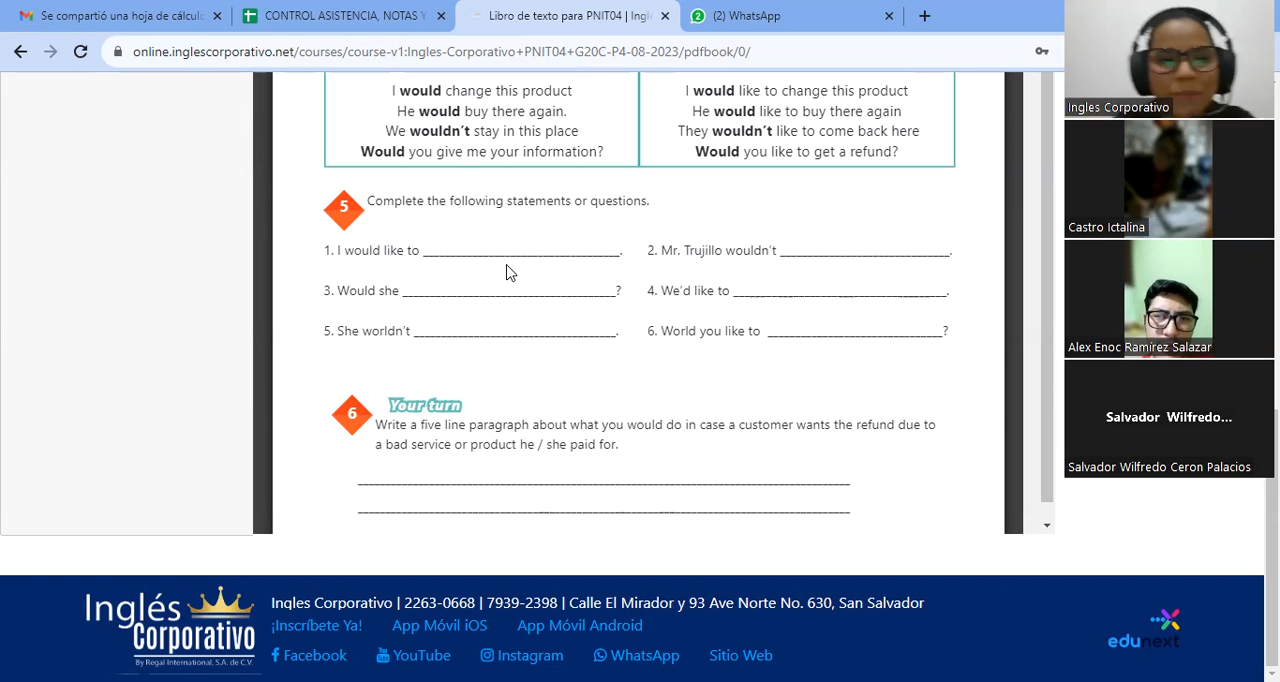 Se compartió una hoja de cálculo
CONTROL ASISTENCIA, NOTAS Y
Libro de texto para PNIT04 | Ingl
(2) WhatsApp
online.inglescorporativo.net/courses/course-v1:Ingles-Corporativo+PNIT04+G20C-P4-08-2023/pdfbook/0/
I would change this product
He would buy there again.
We wouldn't stay in this place
Would you give me your information?
I would like to change this product
He would like to buy there again
They wouldn't like to come back here
Would you like to get a refund?
5 Complete the following statements or questions.
1. I would like to ______________________________.
2. Mr. Trujillo wouldn't __________________________.
3. Would she ________________________________?
4. We'd like to ________________________________.
5. She worldn't ______________________________.
6. World you like to __________________________?
6 Your turn
Write a five line paragraph about what you would do in case a customer wants the refund due to
a bad service or product he / she paid for.
Ingles Corporativo
Castro Ictalina
Alex Enoc Ramírez Salazar
Salvador Wilfredo...
Salvador Wilfredo Ceron Palacios
Inglés
Corporativo
By Regal International, S.A. de C.V.
Ingles Corporativo | 2263-0668 | 7939-2398 | Calle El Mirador y 93 Ave Norte No. 630, San Salvador
¡Inscríbete Ya! App Móvil iOS App Móvil Android
Facebook YouTube Instagram WhatsApp Sitio Web
edunext